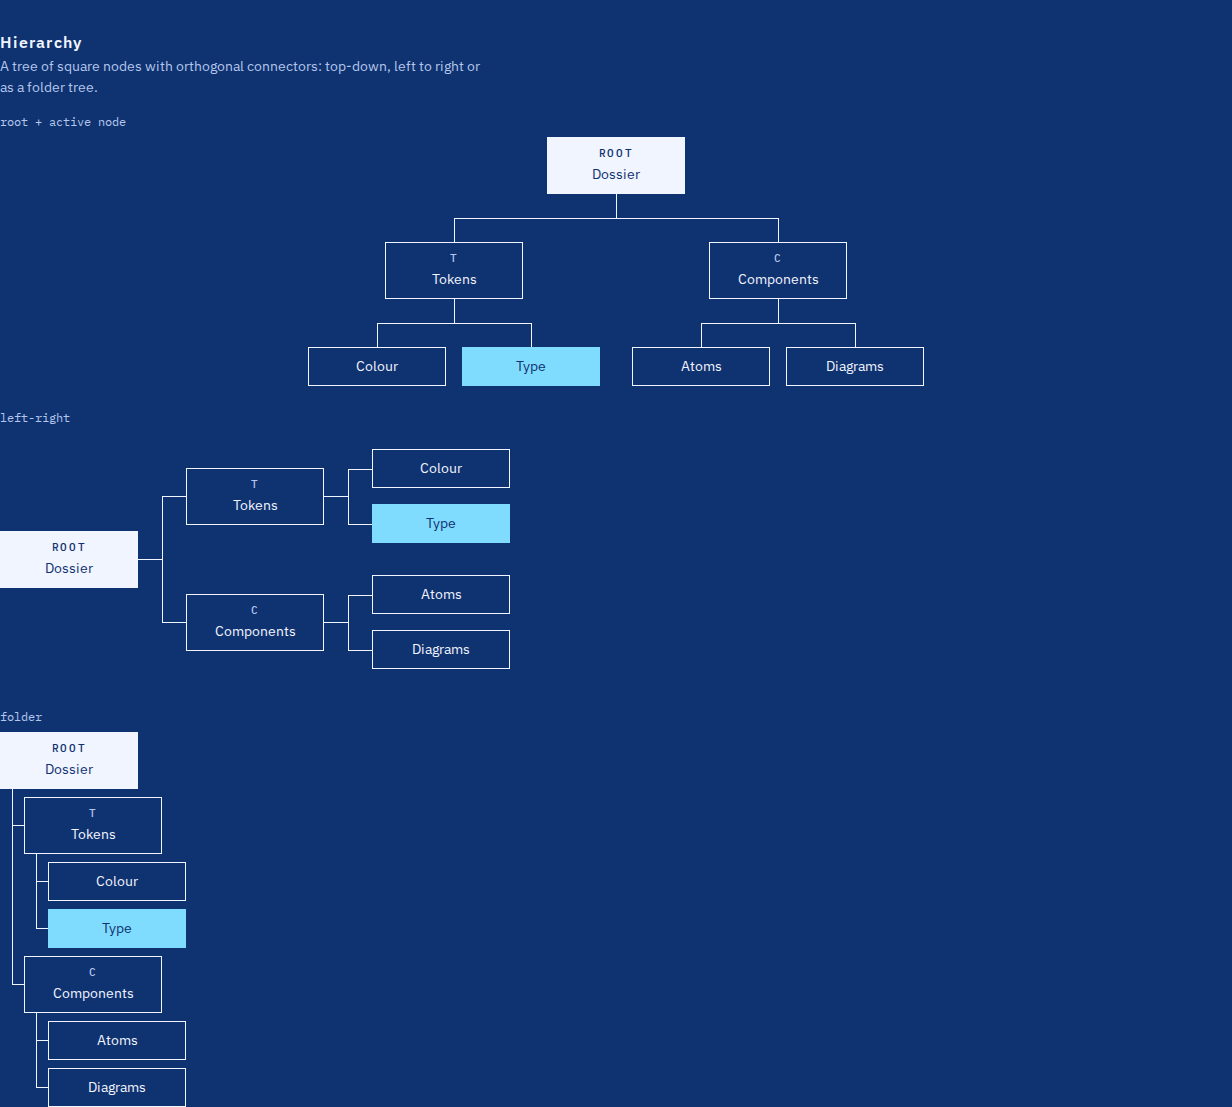 Hierarchy
A tree of square nodes with orthogonal connectors: top-down, left to right or
as a folder tree.
root + active node
ROOT
Dossier
T
Tokens
C
Components
Colour
Type
Atoms
Diagrams
left-right
Colour
T
Tokens
Type
ROOT
Dossier
Atoms
C
Components
Diagrams
folder
ROOT
Dossier
T
Tokens
Colour
Type
C
Components
Atoms
Diagrams